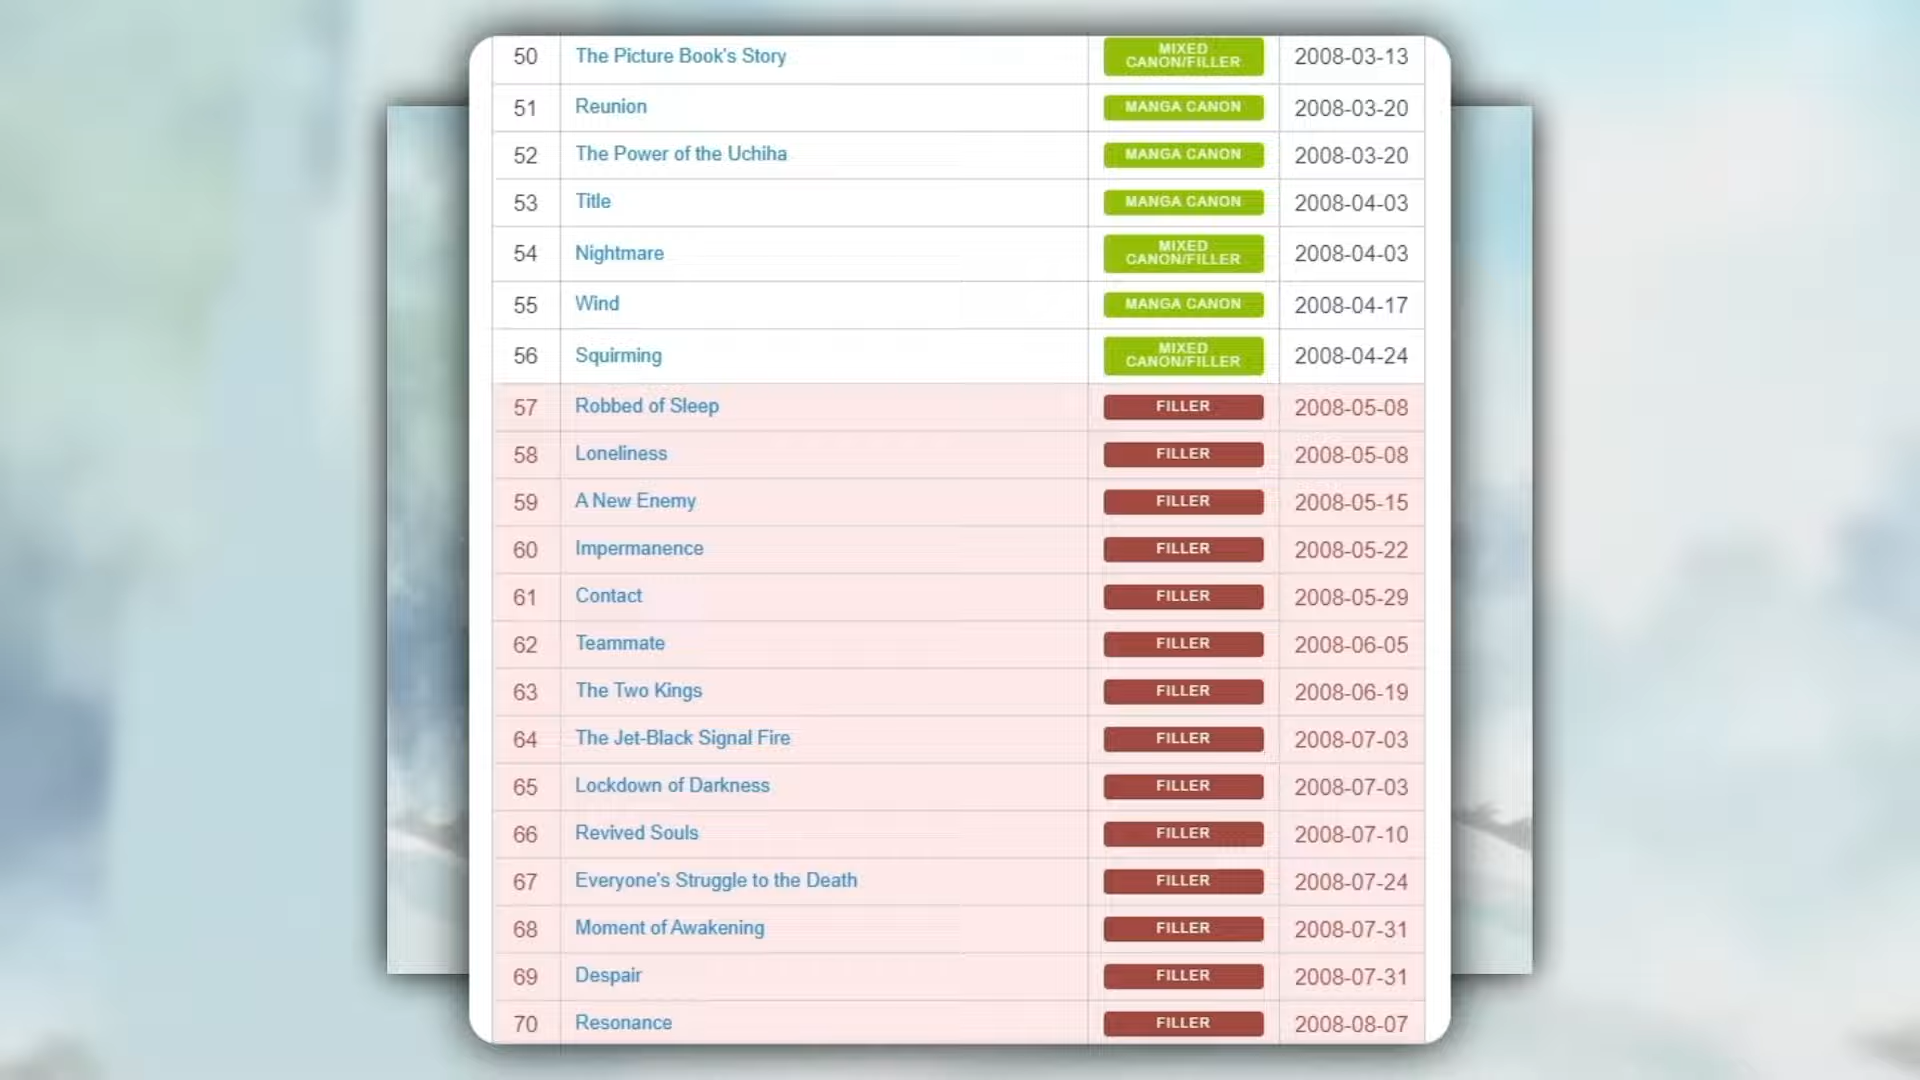 50 The Picture Book's Story MIXED CANON/FILLER 2008-03-13
51 Reunion MANGA CANON 2008-03-20
52 The Power of the Uchiha MANGA CANON 2008-03-20
53 Title MANGA CANON 2008-04-03
54 Nightmare MIXED CANON/FILLER 2008-04-03
55 Wind MANGA CANON 2008-04-17
56 Squirming MIXED CANON/FILLER 2008-04-24
57 Robbed of Sleep FILLER 2008-05-08
58 Loneliness FILLER 2008-05-08
59 A New Enemy FILLER 2008-05-15
60 Impermanence FILLER 2008-05-22
61 Contact FILLER 2008-05-29
62 Teammate FILLER 2008-06-05
63 The Two Kings FILLER 2008-06-19
64 The Jet-Black Signal Fire FILLER 2008-07-03
65 Lockdown of Darkness FILLER 2008-07-03
66 Revived Souls FILLER 2008-07-10
67 Everyone's Struggle to the Death FILLER 2008-07-24
68 Moment of Awakening FILLER 2008-07-31
69 Despair FILLER 2008-07-31
70 Resonance FILLER 2008-08-07